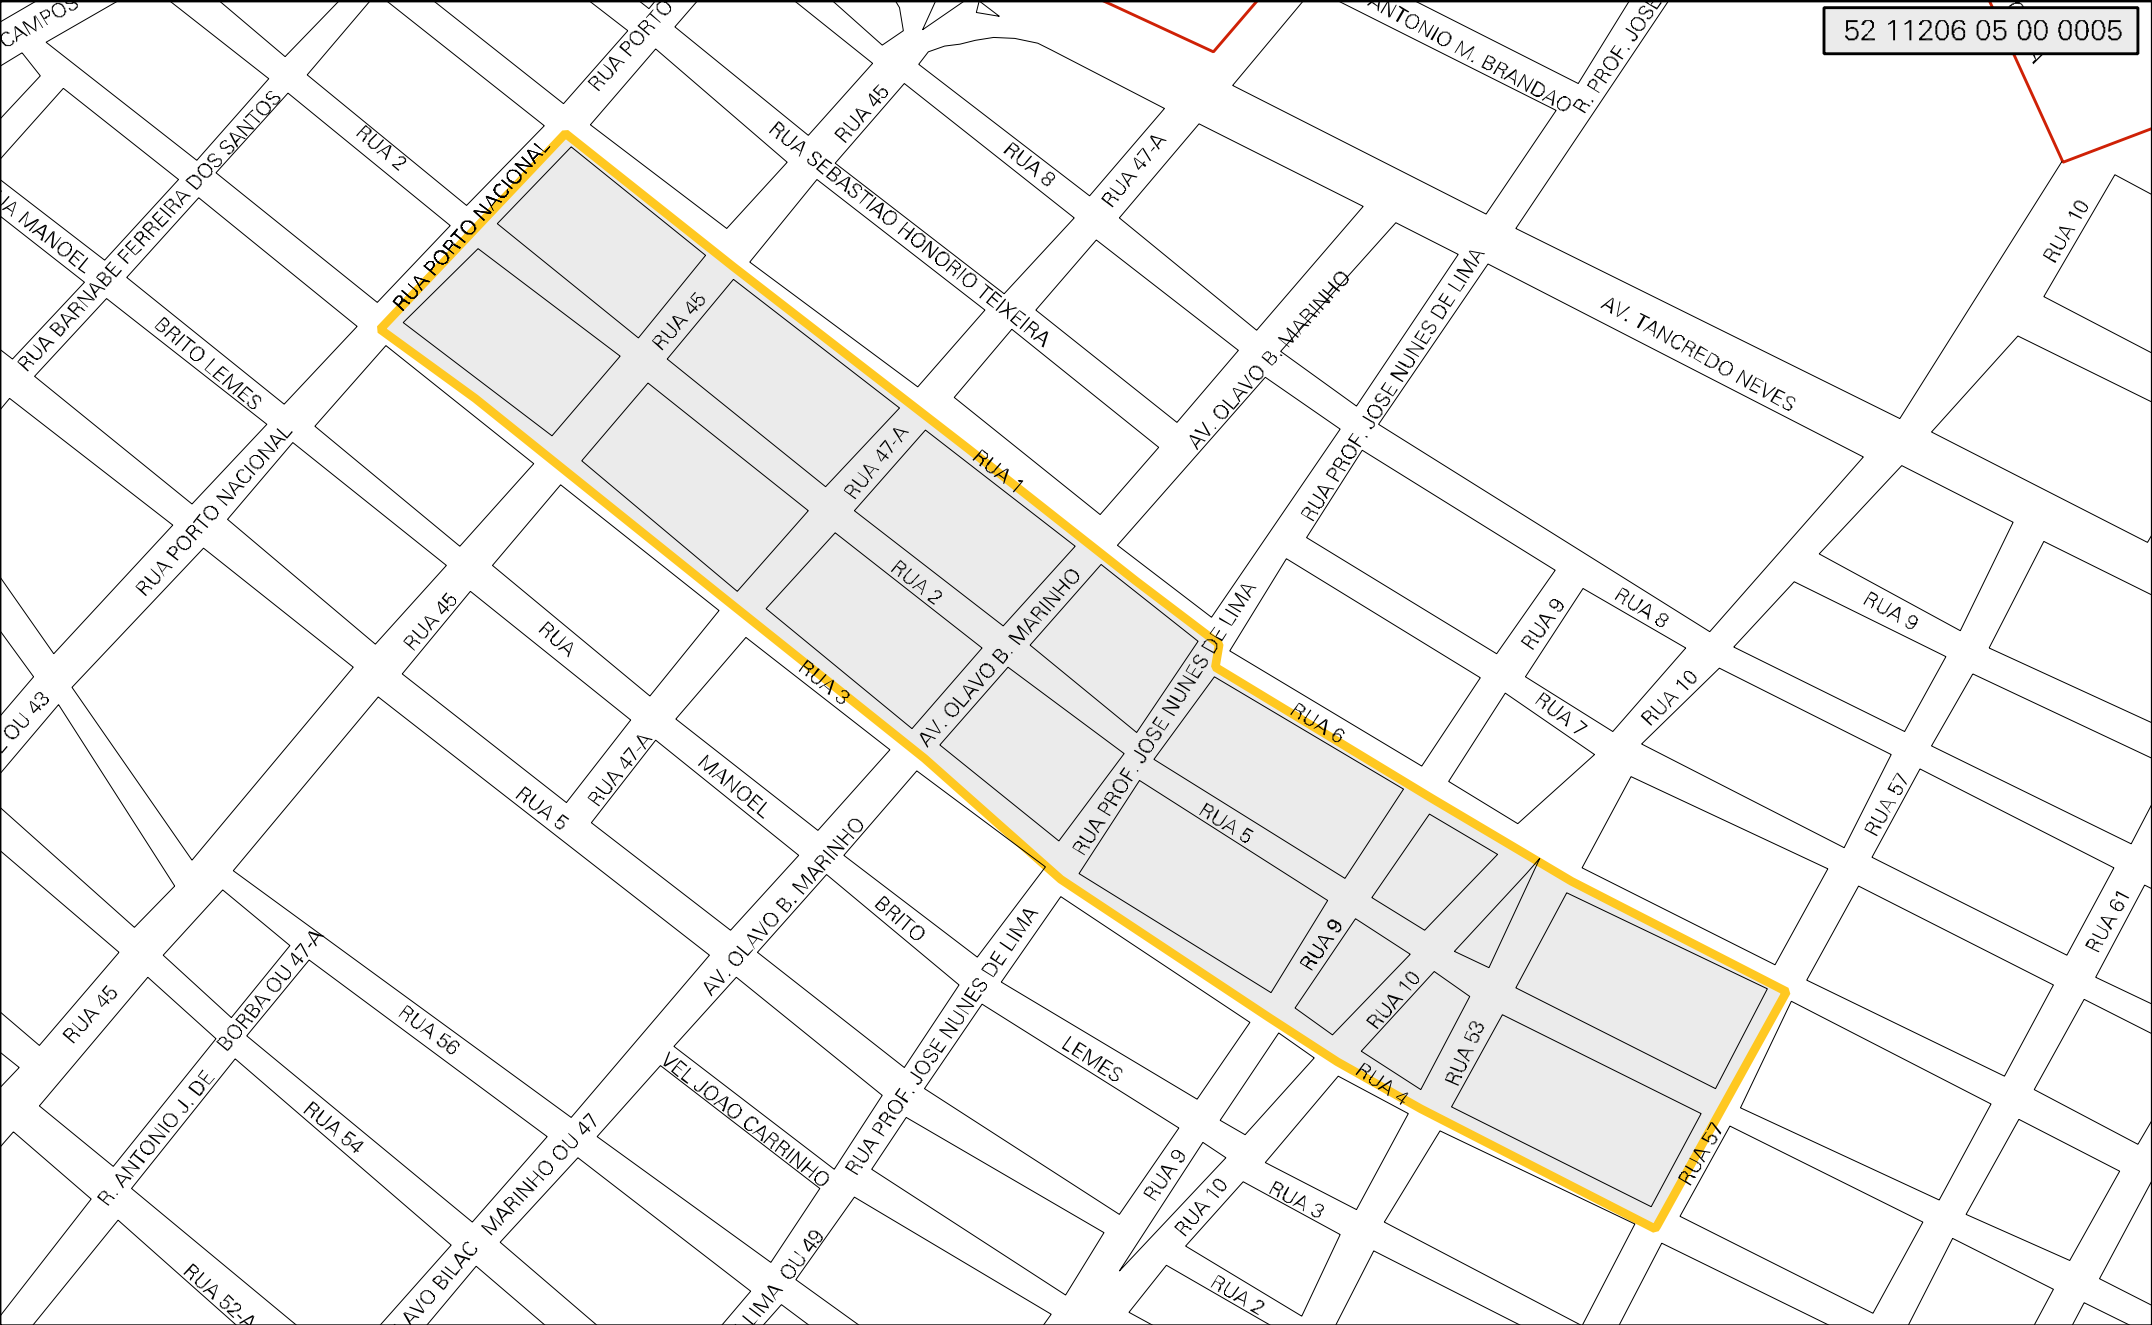 CAMPOS
RUA PORTO
ANTONIO M. BRANDAO
R. PROF. JOSE
52 11206 05 00 0005
RUA 2
RUA 45
RUA SEBASTIAO HONORIO TEIXEIRA
RUA 8
RUA 47-A
RUA BARNABE FERREIRA DOS SANTOS
RUA PORTO NACIONAL
UA MANOEL
BRITO LEMES
RUA 10
AV. TANCREDO NEVES
AV. OLAVO B. MARINHO
RUA PROF. JOSE NUNES DE LIMA
RUA 45
RUA 47-A
RUA 1
RUA PORTO NACIONAL
RUA 2
AV. OLAVO B. MARINHO
RUA 45
RUA
RUA 3
RUA PROF. JOSE NUNES DE LIMA
RUA 6
RUA 9
RUA 8
RUA 7
RUA 10
RUA 9
RUA 57
RUA 61
OU 43
RUA 5
RUA 47-A
MANOEL
RUA 5
AV. OLAVO B. MARINHO
BRITO
RUA 9
RUA 10
RUA 53
RUA 45
BORBA OU 47-A
RUA 56
RUA PROF. JOSE NUNES DE LIMA
LEMES
RUA 4
RUA 57
R. ANTONIO J. DE
RUA 54
VEL JOAO CARRINHO
MARINHO OU 47
RUA 9
RUA 10
RUA 3
RUA 2
RUA 52-A
AVO BILAC
LIMA OU 49